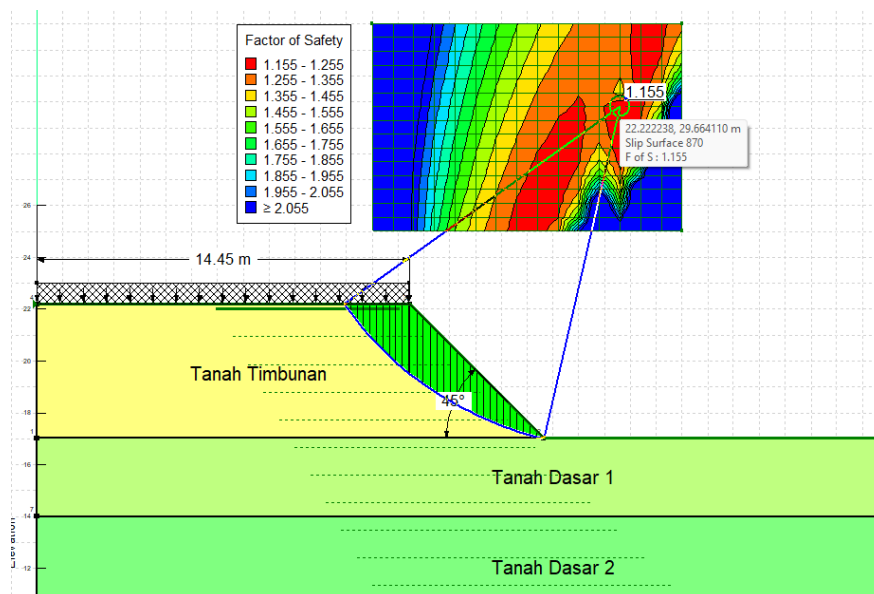 Factor of Safety
1.155 - 1.255
1.255 - 1.355
1.355 - 1.455
1.455 - 1.555
1.555 - 1.655
1.655 - 1.755
1.755 - 1.855
1.855 - 1.955
1.955 - 2.055
≥ 2.055
1.155
22.222238, 29.664110 m
Slip Surface 870
F of S : 1.155
26
24
14.45 m
22
20
Tanah Timbunan
45°
18
1
16
Tanah Dasar 1
7
14
12
Tanah Dasar 2
Elevation